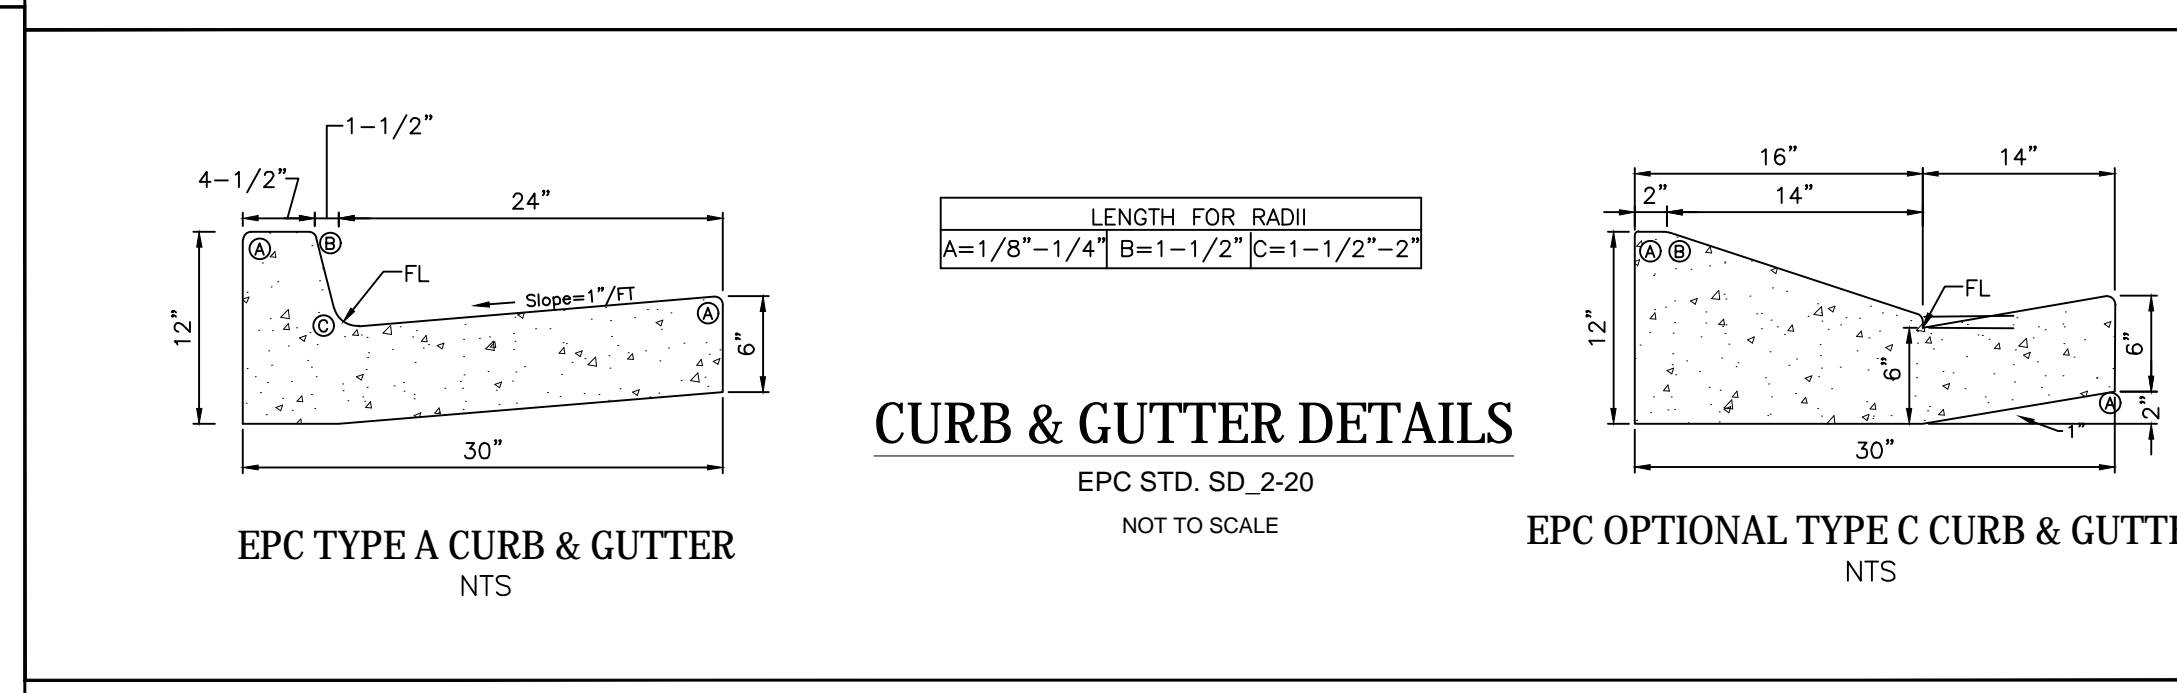 1-1/2"
4-1/2"
24"
A
B
FL
Slope=1"/FT
C
A
12"
6"
30"
EPC TYPE A CURB & GUTTER
NTS
LENGTH FOR RADII
A=1/8"-1/4" B=1-1/2" C=1-1/2"-2"
CURB & GUTTER DETAILS
EPC STD. SD_2-20
NOT TO SCALE
16" 14"
2" 14"
A B
FL
12"
6"
6"
A
2"
1"
30"
EPC OPTIONAL TYPE C CURB & GUTTE
NTS